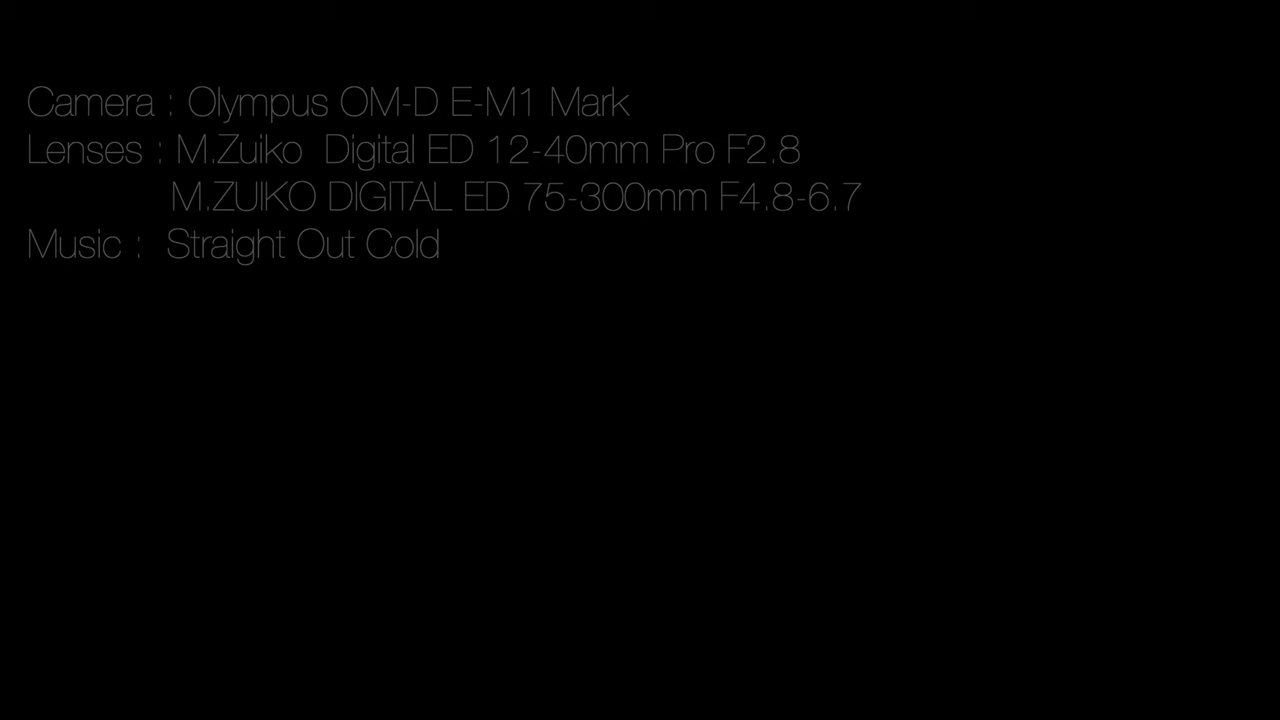 Camera : Olympus OM-D E-M1 Mark
Lenses : M.Zuiko  Digital ED 12-40mm Pro F2.8
M.ZUIKO DIGITAL ED 75-300mm F4.8-6.7
Music :  Straight Out Cold